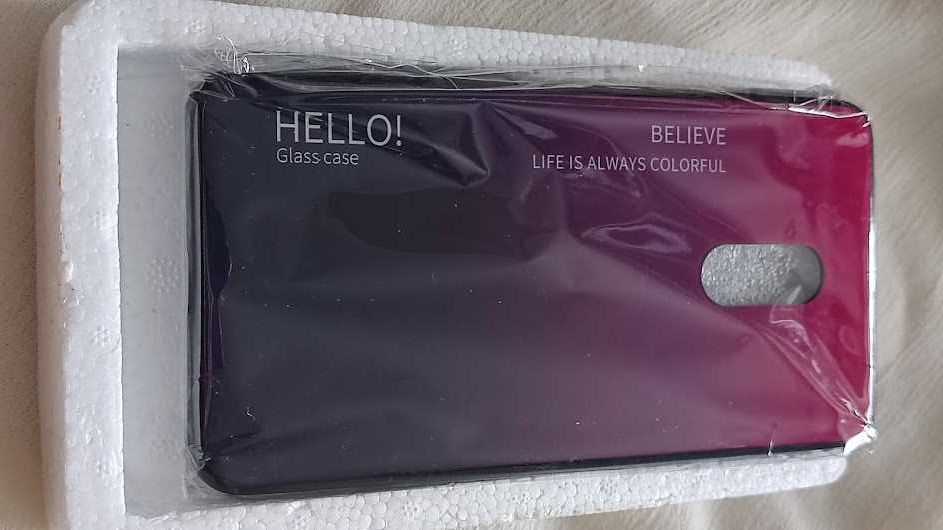 HELLO!
Glass case
BELIEVE
LIFE IS ALWAYS COLORFUL